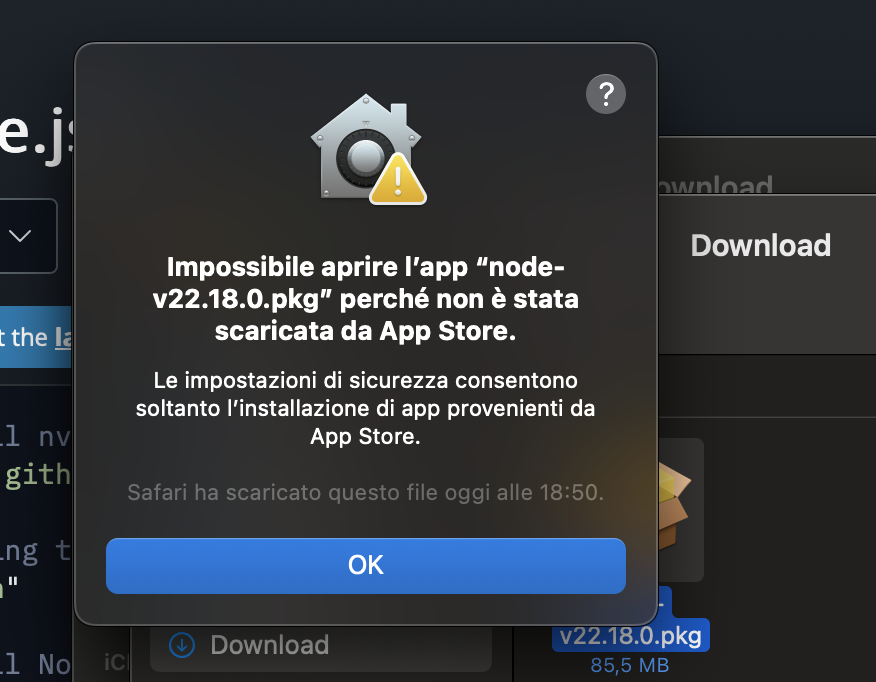 ?
e.js
ownload
Download
Impossibile aprire l’app “node-
v22.18.0.pkg” perché non è stata
scaricata da App Store.
t the la
Le impostazioni di sicurezza consentono
soltanto l’installazione di app provenienti da
App Store.
ll nv
gith
Safari ha scaricato questo file oggi alle 18:50.
ing t
"
OK
ll No
iCl
Download
-
v22.18.0.pkg
85,5 MB